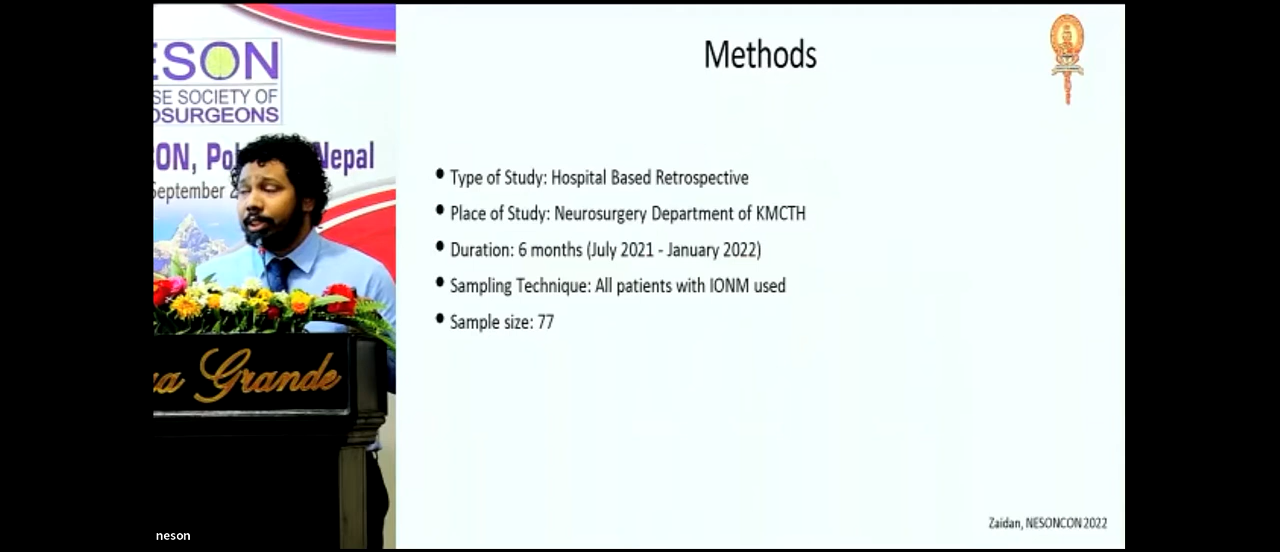 ESON
SE SOCIETY OF
OSURGEONS
ON, Po Nepal
September 2
a Grande
neson
Methods
• Type of Study: Hospital Based Retrospective
• Place of Study: Neurosurgery Department of KMCTH
• Duration: 6 months (July 2021 - January 2022)
• Sampling Technique: All patients with IONM used
• Sample size: 77
Zaidan, NESONCON 2022